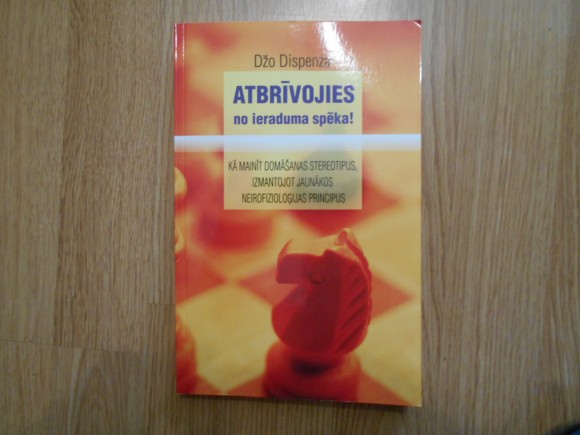 Džo Dispenza
ATBRĪVOJIES
no ieraduma spēka!
KĀ MAINĪT DOMĀŠANAS STEREOTIPUS,
IZMANTOJOT JAUNĀKOS
NEIROFIZIOLOĢIJAS PRINCIPUS